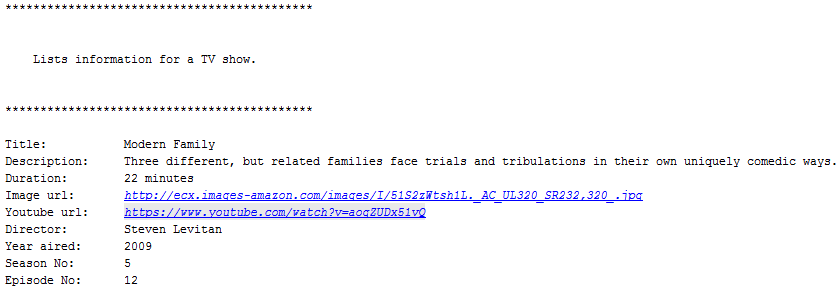 ********************************************
Lists information for a TV show.
********************************************
Title: Modern Family
Description: Three different, but related families face trials and tribulations in their own uniquely comedic ways.
Duration: 22 minutes
Image url: http://ecx.images-amazon.com/images/I/51S2zWtsh1L._AC_UL320_SR232,320_.jpg
Youtube url: https://www.youtube.com/watch?v=aogZUDx51vQ
Director: Steven Levitan
Year aired: 2009
Season No: 5
Episode No: 12